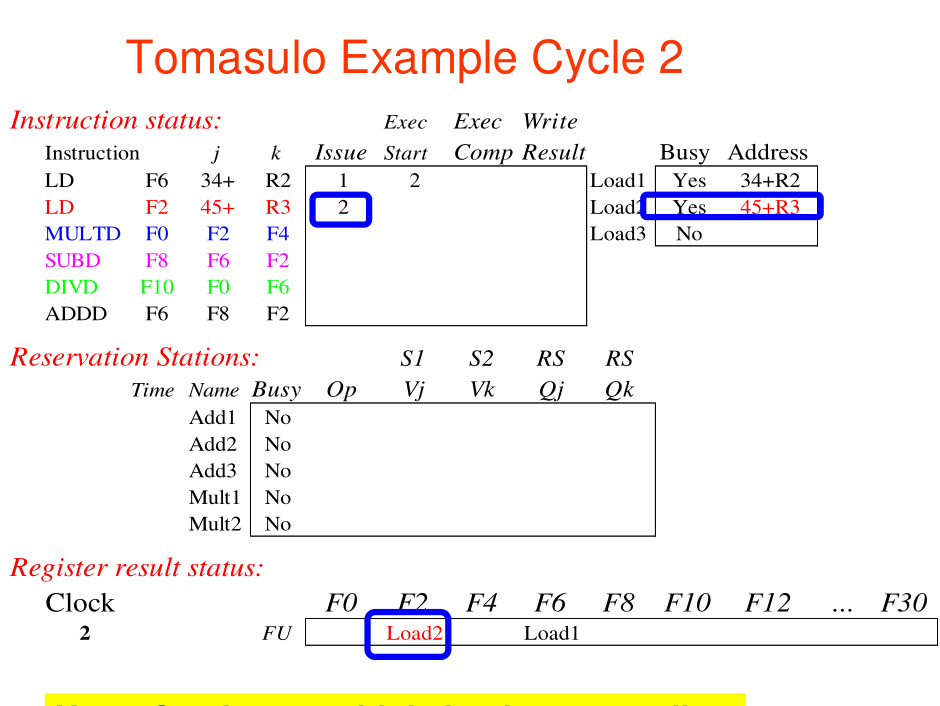 Tomasulo Example Cycle 2
Instruction status: Exec Exec Write
Instruction j k Issue Start Comp Result Busy Address
LD F6 34+ R2 1 2 Load1 Yes 34+R2
LD F2 45+ R3 2 Load2 Yes 45+R3
MULTD F0 F2 F4 Load3 No
SUBD F8 F6 F2
DIVD F10 F0 F6
ADDD F6 F8 F2
Reservation Stations: S1 S2 RS RS
Time Name Busy Op Vj Vk Qj Qk
Add1 No
Add2 No
Add3 No
Mult1 No
Mult2 No
Register result status:
Clock F0 F2 F4 F6 F8 F10 F12 ... F30
2 FU Load2 Load1